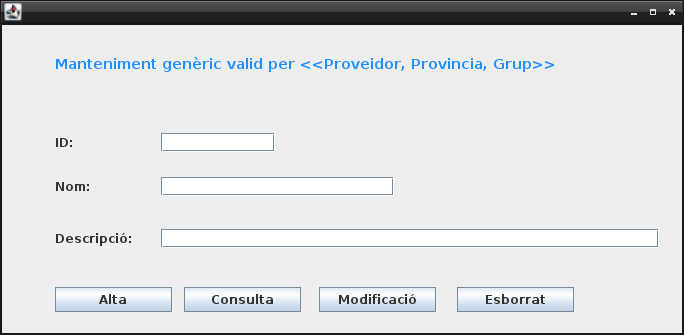 Manteniment genèric valid per <<Proveidor, Provincia, Grup>>
ID:
Nom:
Descripció:
Alta Consulta Modificació Esborrat